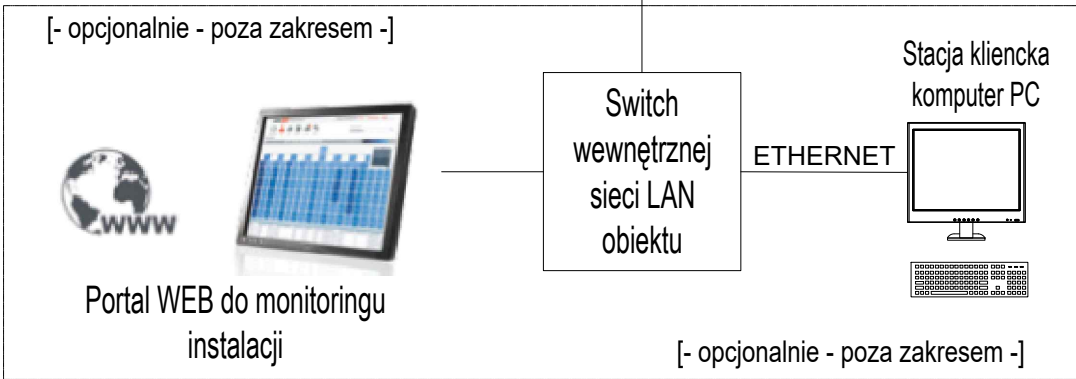 [- opcjonalnie - poza zakresem -]
Stacja kliencka
komputer PC
Switch
wewnętrznej
sieci LAN
obiektu
ETHERNET
WWW
Portal WEB do monitoringu
instalacji
[- opcjonalnie - poza zakresem -]